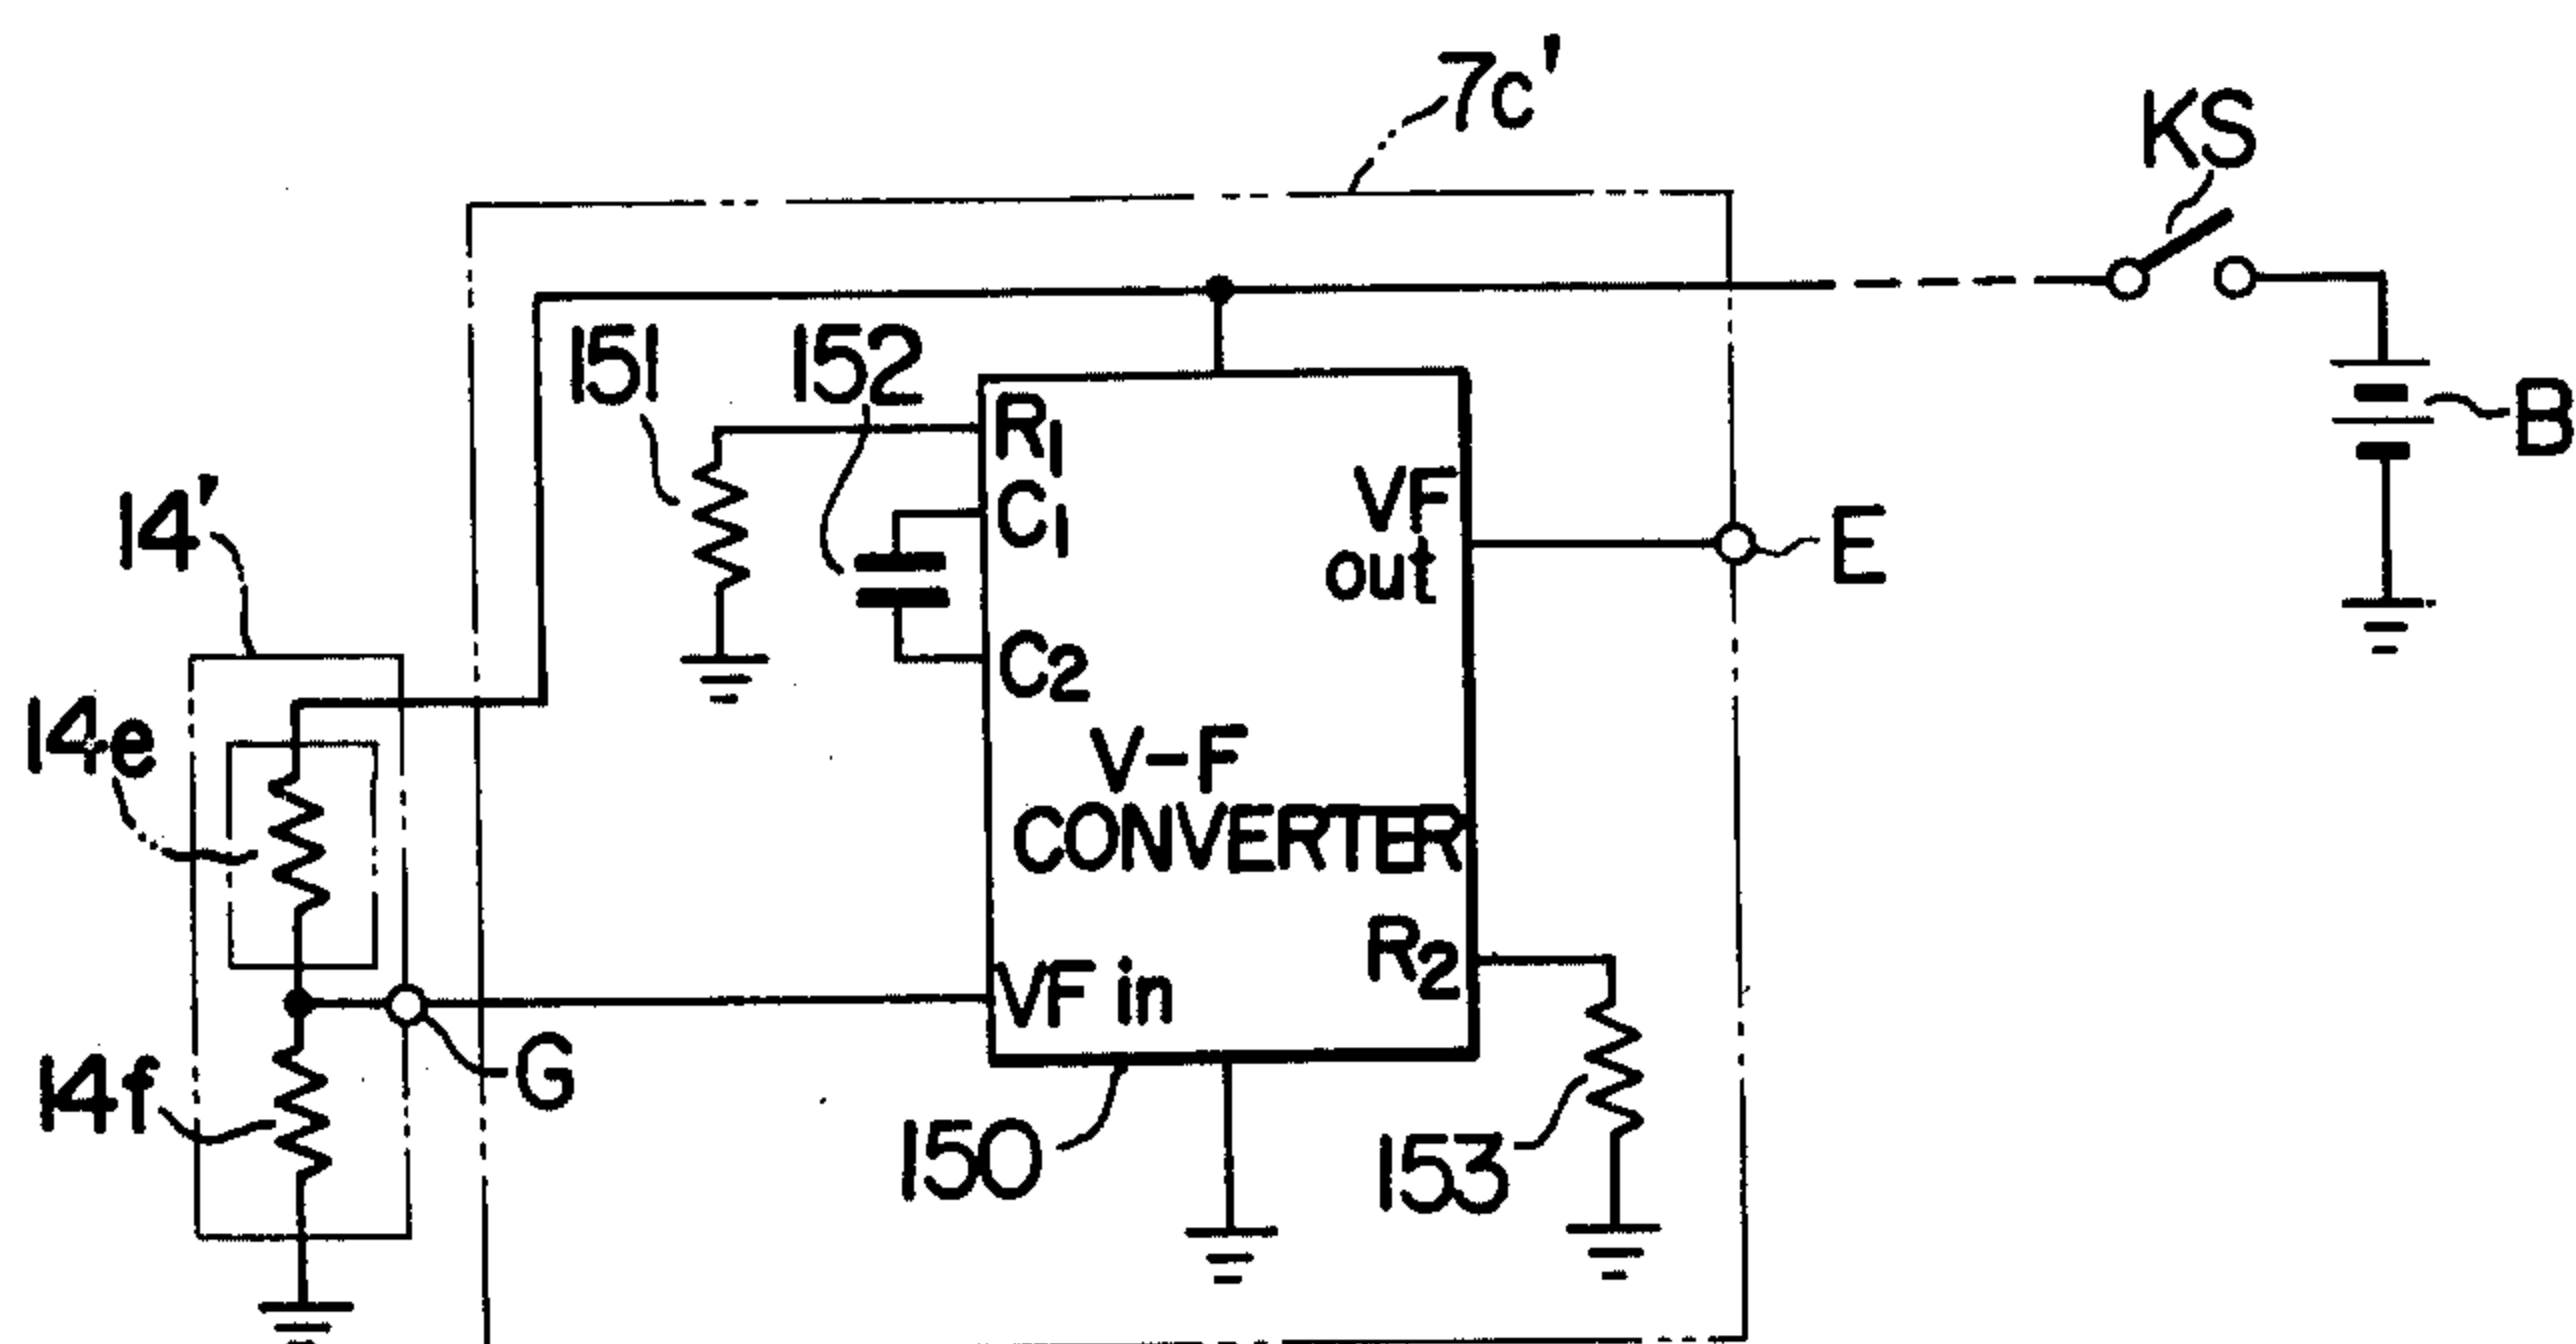 7c'
KS
151
152
R1
C1
VF
out
E
B
14'
C2
14e
V-F
CONVERTER
R2
VF in
G
14f
150
153